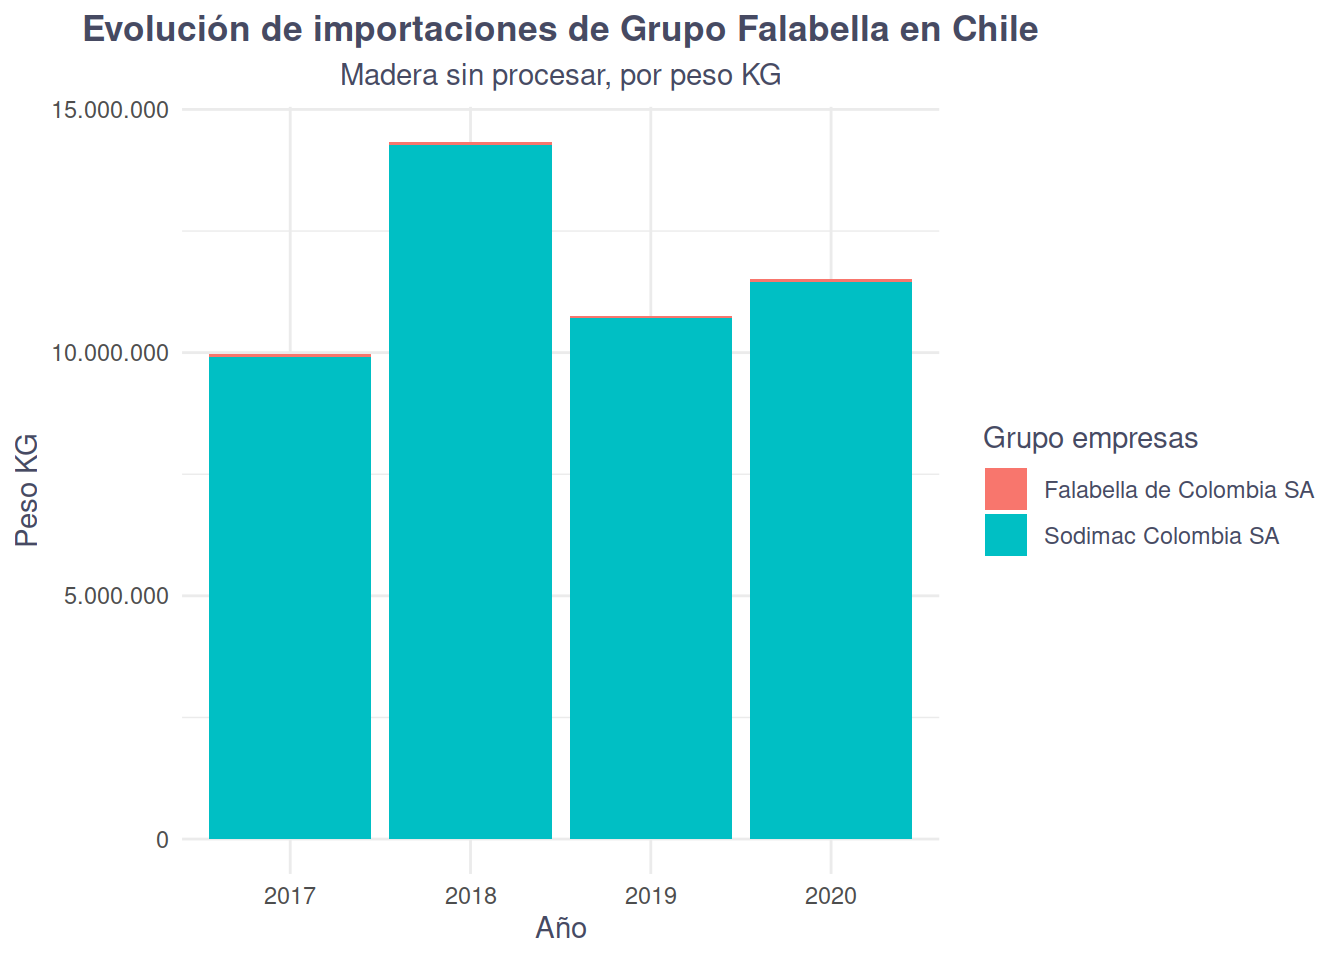 Evolución de importaciones de Grupo Falabella en Chile
Madera sin procesar, por peso KG
15.000.000
10.000.000
5.000.000
0
Peso KG
2017
2018
2019
2020
Año
Grupo empresas
Falabella de Colombia SA
Sodimac Colombia SA